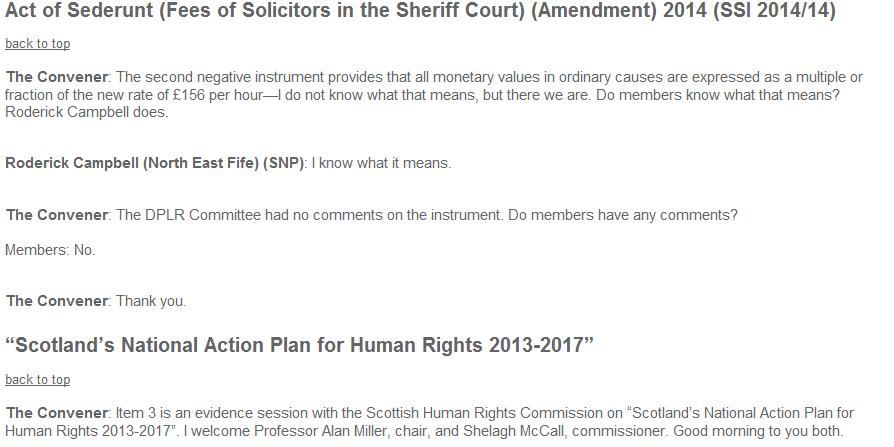 Act of Sederunt (Fees of Solicitors in the Sheriff Court) (Amendment) 2014 (SSI 2014/14)
back to top
The Convener: The second negative instrument provides that all monetary values in ordinary causes are expressed as a multiple or
fraction of the new rate of £156 per hour—I do not know what that means, but there we are. Do members know what that means?
Roderick Campbell does.
Roderick Campbell (North East Fife) (SNP): I know what it means.
The Convener: The DPLR Committee had no comments on the instrument. Do members have any comments?
Members: No.
The Convener: Thank you.
“Scotland’s National Action Plan for Human Rights 2013-2017”
back to top
The Convener: Item 3 is an evidence session with the Scottish Human Rights Commission on “Scotland’s National Action Plan for
Human Rights 2013-2017”. I welcome Professor Alan Miller, chair, and Shelagh McCall, commissioner. Good morning to you both.